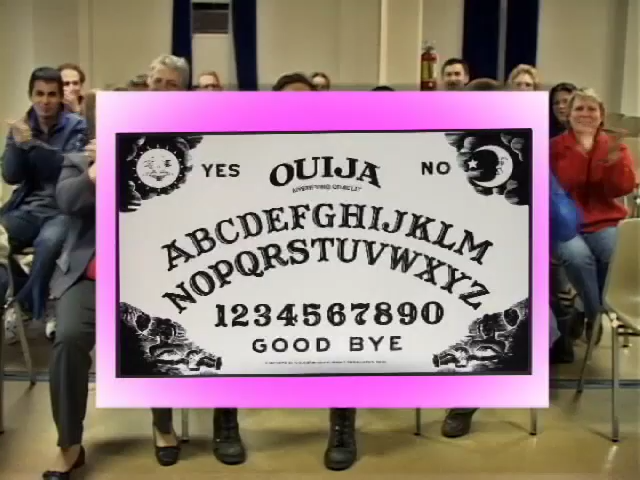 YES OUIJA NO
ABCDEFGHIJKLM
NOPQRSTUVWXYZ
1234567890
GOOD BYE